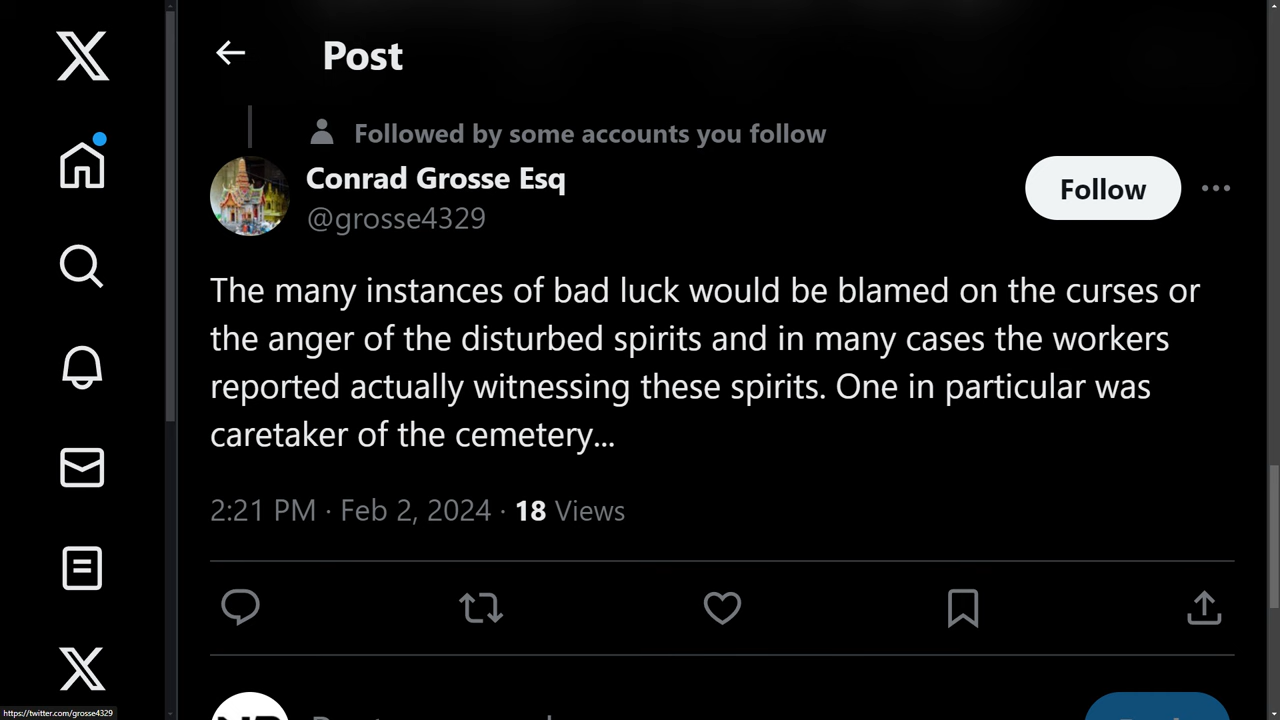 Post
Followed by some accounts you follow
Conrad Grosse Esq
@grosse4329
Follow
The many instances of bad luck would be blamed on the curses or
the anger of the disturbed spirits and in many cases the workers
reported actually witnessing these spirits. One in particular was
caretaker of the cemetery...
2:21 PM · Feb 2, 2024 · 18 Views
https://twitter.com/grosse4329